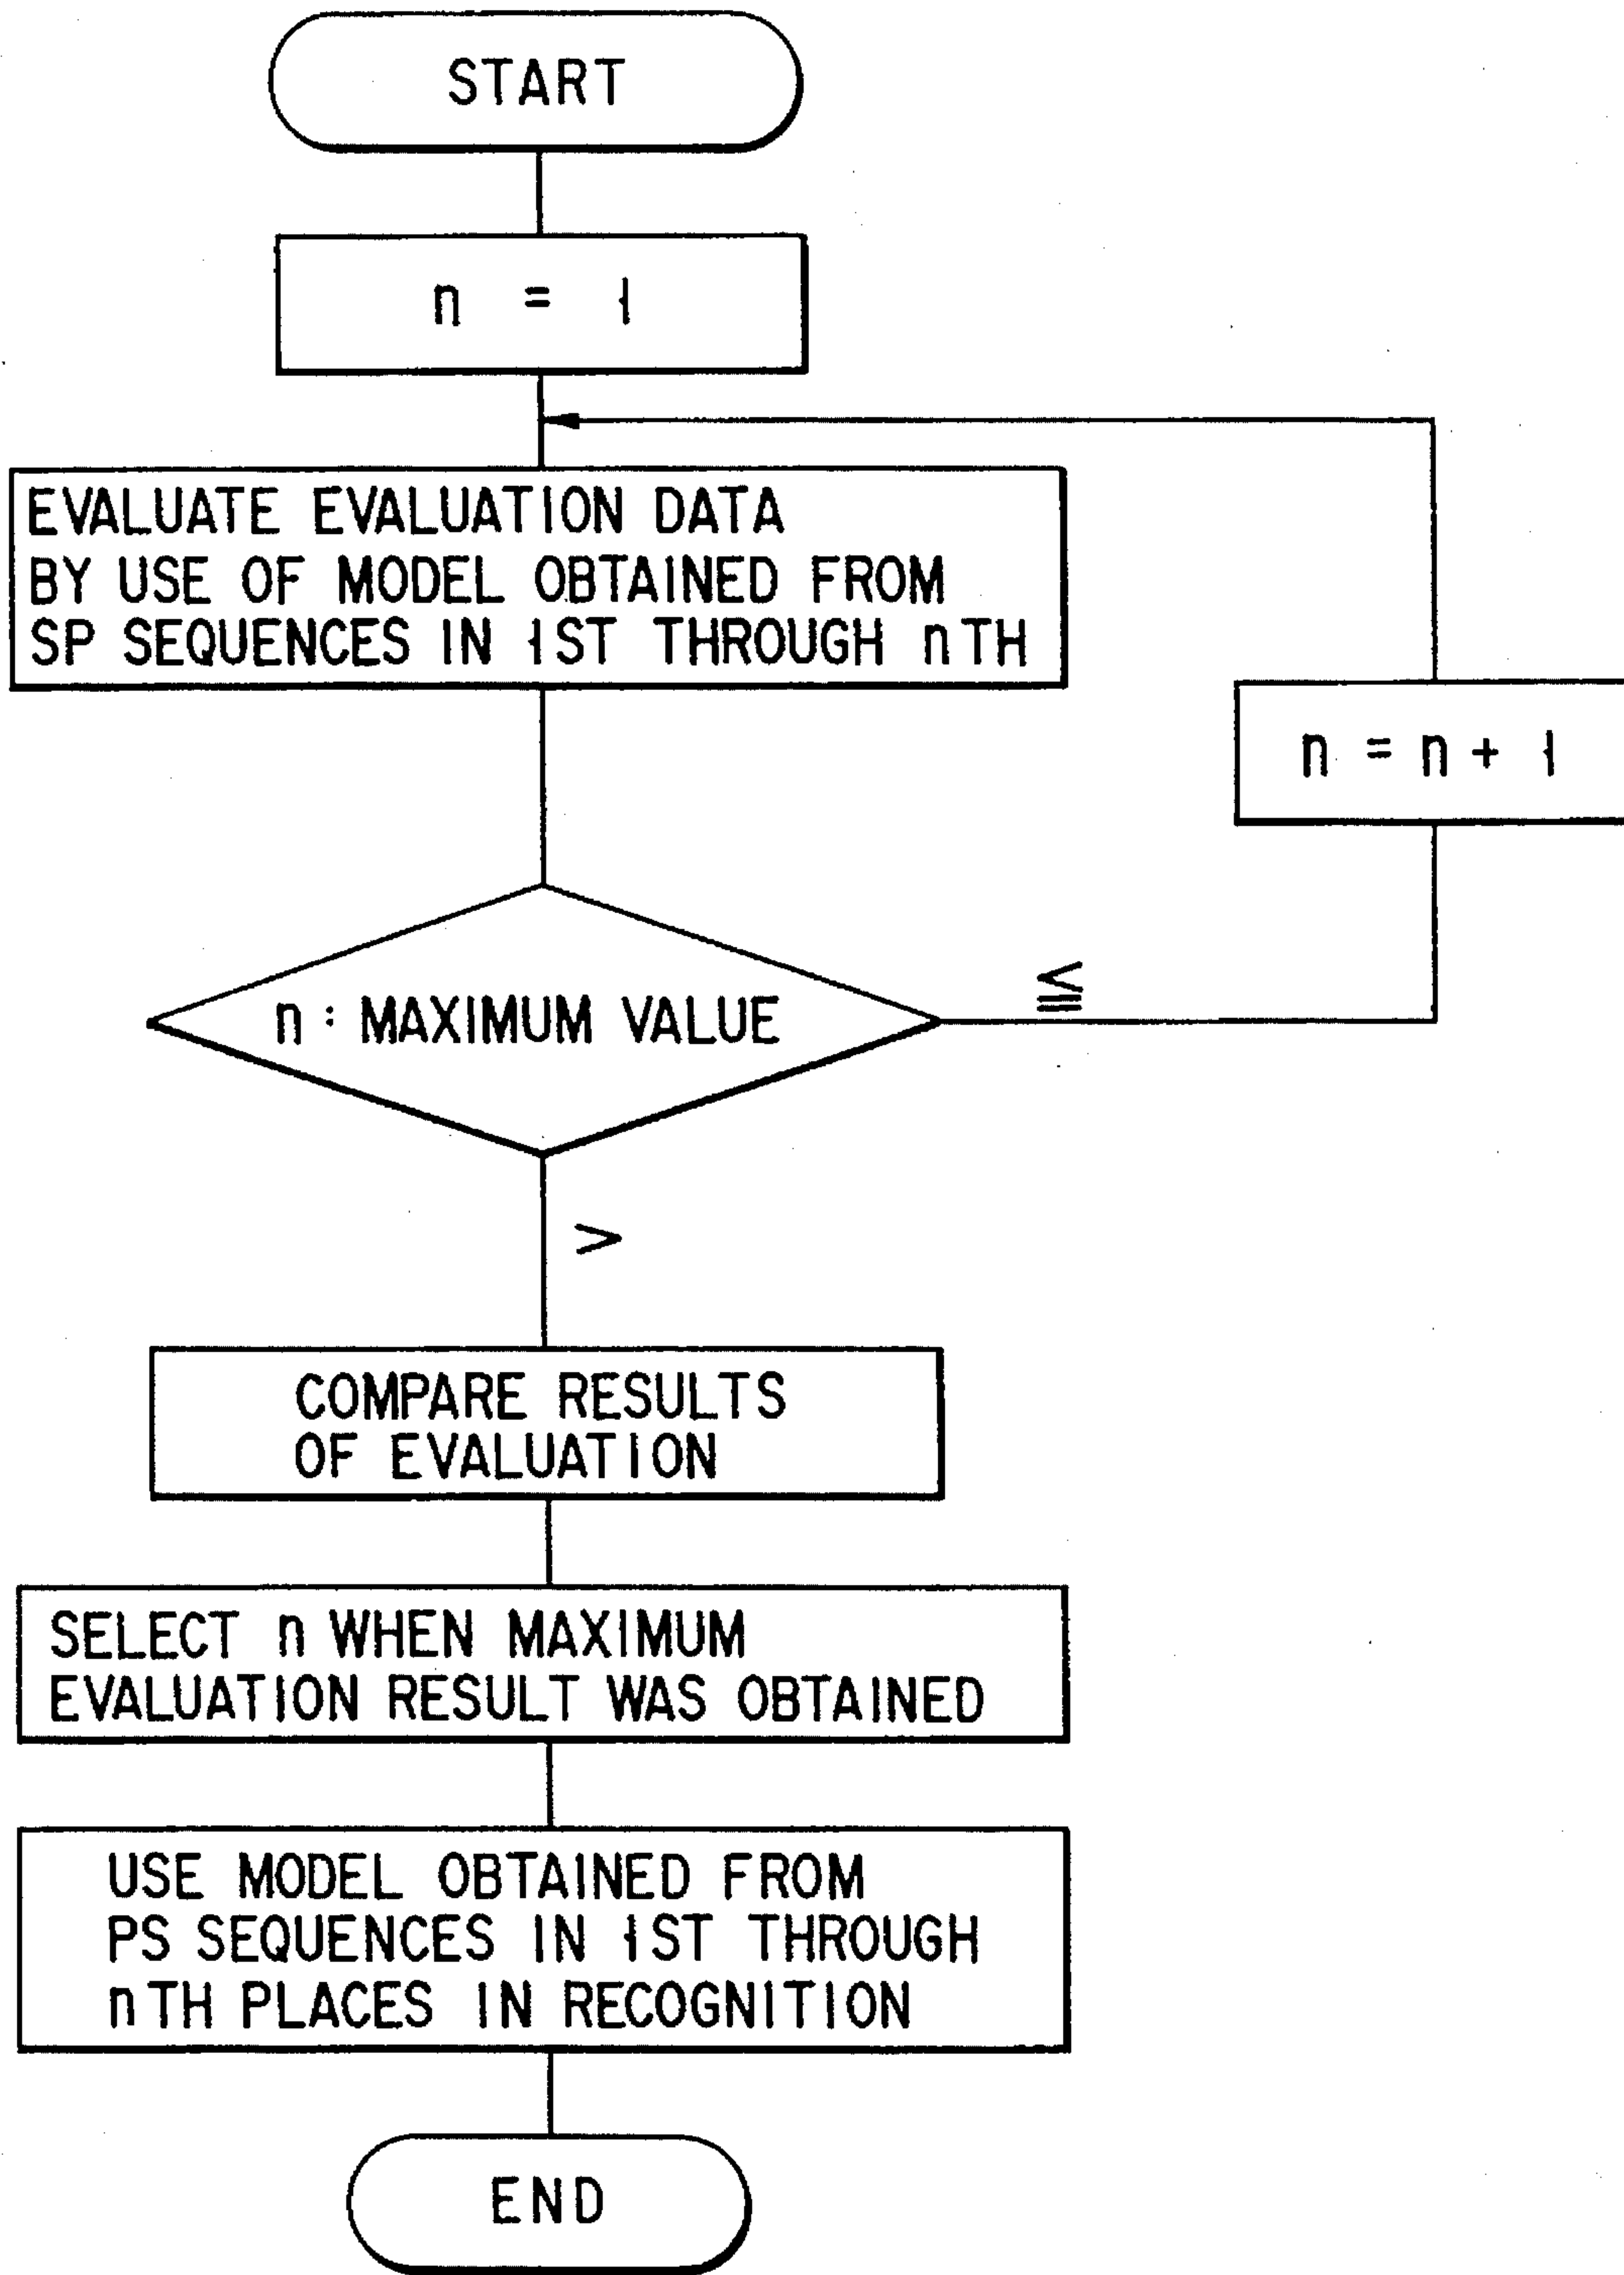 START
n = 1
EVALUATE EVALUATION DATA
BY USE OF MODEL OBTAINED FROM
SP SEQUENCES IN 1ST THROUGH nTH
n = n + 1
n : MAXIMUM VALUE
≦
>
COMPARE RESULTS
OF EVALUATION
SELECT n WHEN MAXIMUM
EVALUATION RESULT WAS OBTAINED
USE MODEL OBTAINED FROM
PS SEQUENCES IN 1ST THROUGH
nTH PLACES IN RECOGNITION
END